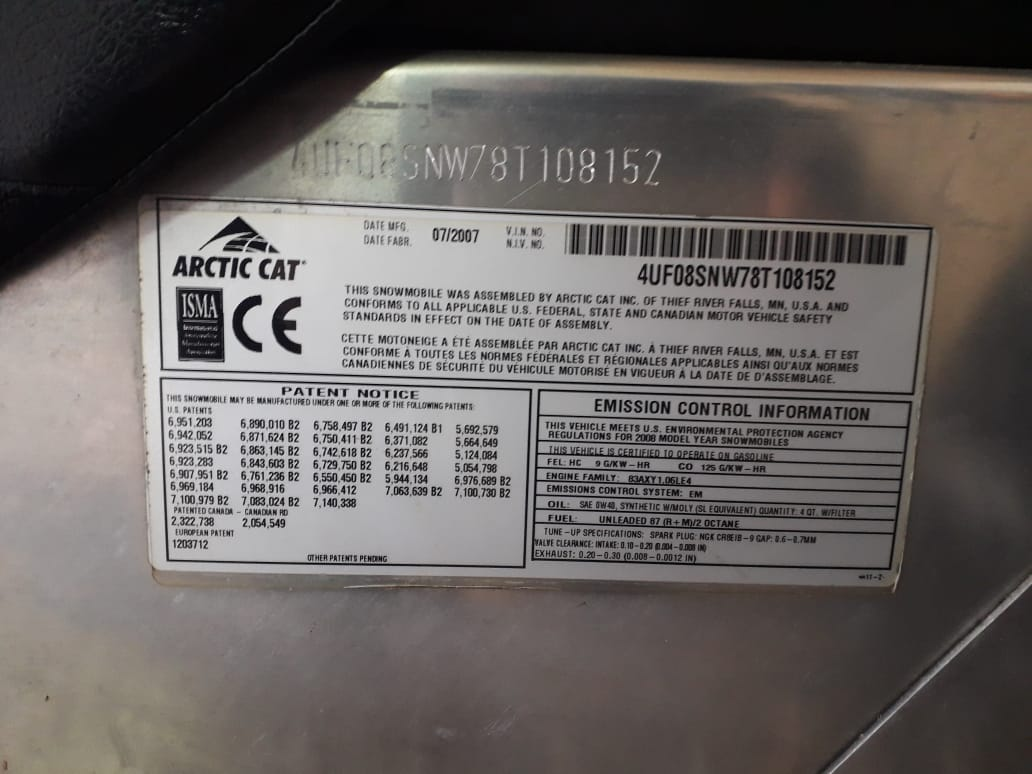 4UF08SNW78T108152
ARCTIC CAT
DATE MFG. 07/2007 V.I.N. NO.
DATE FABR. N.I.V. NO.
4UF08SNW78T108152
ISMA
International
Snowmobile
Manufacturers
Association
CE
THIS SNOWMOBILE WAS ASSEMBLED BY ARCTIC CAT INC. OF THIEF RIVER FALLS, MN, U.S.A. AND
CONFORMS TO ALL APPLICABLE U.S. FEDERAL, STATE AND CANADIAN MOTOR VEHICLE SAFETY
STANDARDS IN EFFECT ON THE DATE OF ASSEMBLY.
CETTE MOTONEIGE A ÉTÉ ASSEMBLÉE PAR ARCTIC CAT INC. À THIEF RIVER FALLS, MN, U.S.A. ET EST
CONFORME A TOUTES LES NORMES FÉDÉRALES ET RÉGIONALES APPLICABLES AINSI QU'AUX NORMES
CANADIENNES DE SÉCURITÉ DU VÉHICULE MOTORISÉ EN VIGUEUR À LA DATE DE D'ASSEMBLAGE.
PATENT NOTICE
THIS SNOWMOBILE MAY BE MANUFACTURED UNDER ONE OR MORE OF THE FOLLOWING PATENTS:
U.S. PATENTS
6,951,203 6,890,010 B2 6,758,497 B2 6,491,124 B1 5,692,579
6,942,052 6,871,624 B2 6,750,411 B2 6,371,082 5,664,649
6,923,515 B2 6,863,145 B2 6,742,618 B2 6,237,566 5,124,084
6,923,283 6,843,603 B2 6,729,750 B2 6,216,648 5,054,798
6,907,951 B2 6,761,236 B2 6,550,450 B2 5,944,134 6,976,689 B2
6,969,184 6,968,916 6,966,412 7,063,639 B2 7,100,730 B2
7,100,979 B2 7,083,024 B2 7,140,338
PATENTED CANADA - CANADIAN RD
2,322,738 2,054,549
EUROPEAN PATENT
1203712
OTHER PATENTS PENDING
EMISSION CONTROL INFORMATION
THIS VEHICLE MEETS U.S. ENVIRONMENTAL PROTECTION AGENCY
REGULATIONS FOR 2008 MODEL YEAR SNOWMOBILES
THIS VEHICLE IS CERTIFIED TO OPERATE ON GASOLINE
FEL: HC 9 G/KW-HR CO 125 G/KW-HR
ENGINE FAMILY: 83AXY1.06LE4
EMISSIONS CONTROL SYSTEM: EM
OIL: SAE 0W40, SYNTHETIC W/MOLY (SL EQUIVALENT) QUANTITY: 4 QT. W/FILTER
FUEL: UNLEADED 87 (R+M)/2 OCTANE
TUNE-UP SPECIFICATIONS: SPARK PLUG: NGK CR8EIB-9 GAP: 0.6-0.7MM
VALVE CLEARANCE: INTAKE: 0.10-0.20 (0.004-0.008 IN)
EXHAUST: 0.20-0.30 (0.008-0.0012 IN)